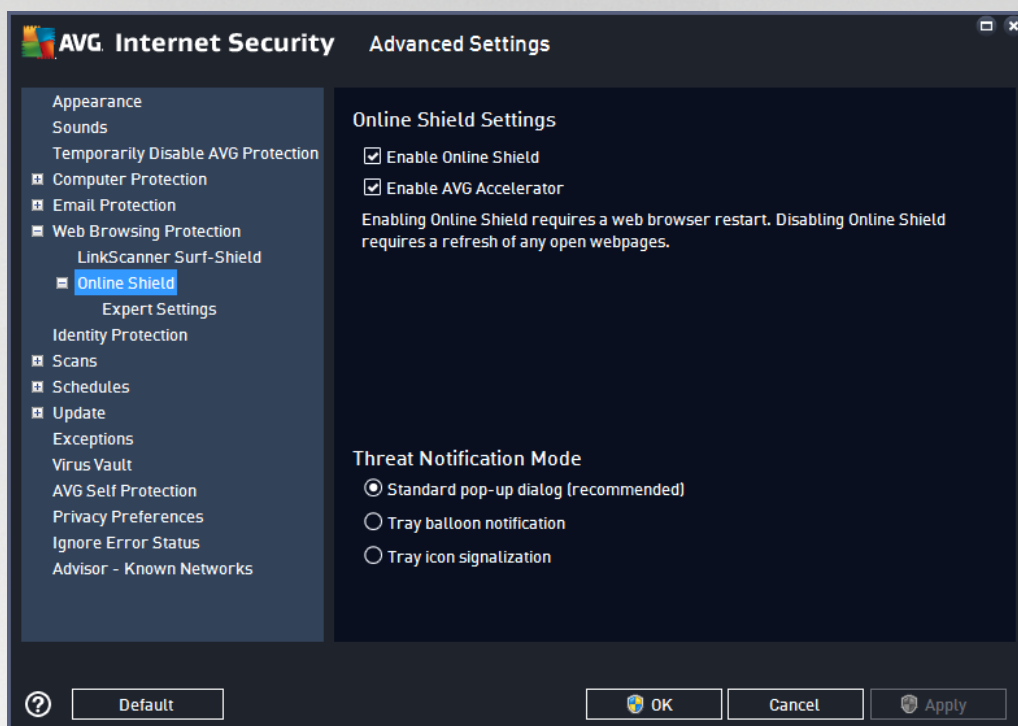 AVG. Internet Security Advanced Settings
Appearance
Sounds
Temporarily Disable AVG Protection
Computer Protection
Email Protection
Web Browsing Protection
LinkScanner Surf-Shield
Online Shield
Expert Settings
Identity Protection
Scans
Schedules
Update
Exceptions
Virus Vault
AVG Self Protection
Privacy Preferences
Ignore Error Status
Advisor - Known Networks
Online Shield Settings
Enable Online Shield
Enable AVG Accelerator
Enabling Online Shield requires a web browser restart. Disabling Online Shield
requires a refresh of any open webpages.
Threat Notification Mode
Standard pop-up dialog (recommended)
Tray balloon notification
Tray icon signalization
? Default OK Cancel Apply